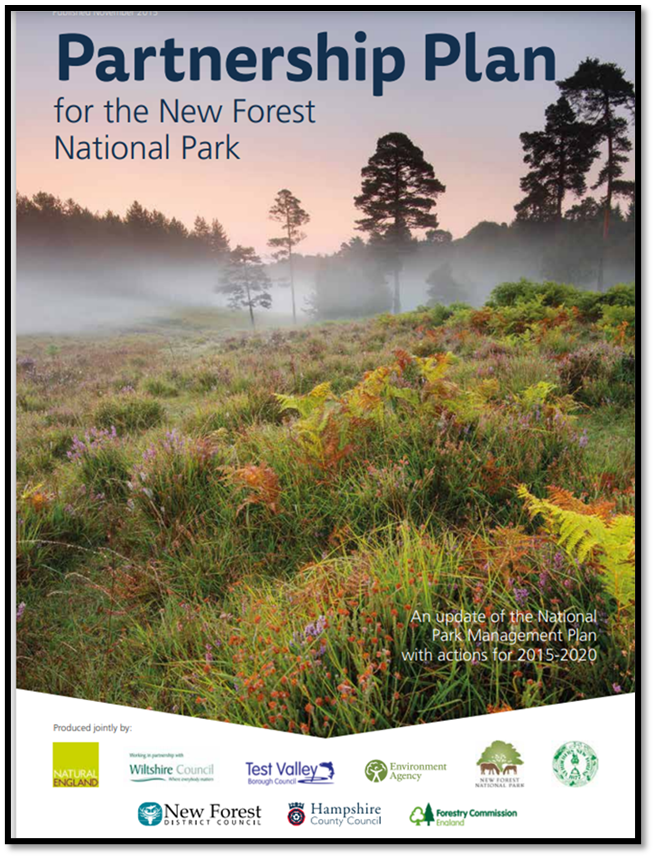 Published November 2015
Partnership Plan
for the New Forest
National Park
An update of the National
Park Management Plan
with actions for 2015-2020
Produced jointly by:
NATURAL
ENGLAND
Working in partnership with
Wiltshire Council
Where everybody matters
Test Valley
Borough Council
Environment
Agency
NEW FOREST
NATIONAL PARK
New Forest
DISTRICT COUNCIL
Hampshire
County Council
Forestry Commission
England